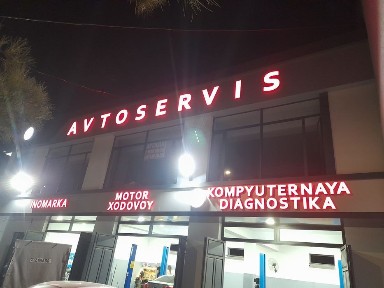 AVTOSERVIS
INOMARKA
MOTOR
XODOVOY
KOMPYUTERNAYA
DIAGNOSTIKA